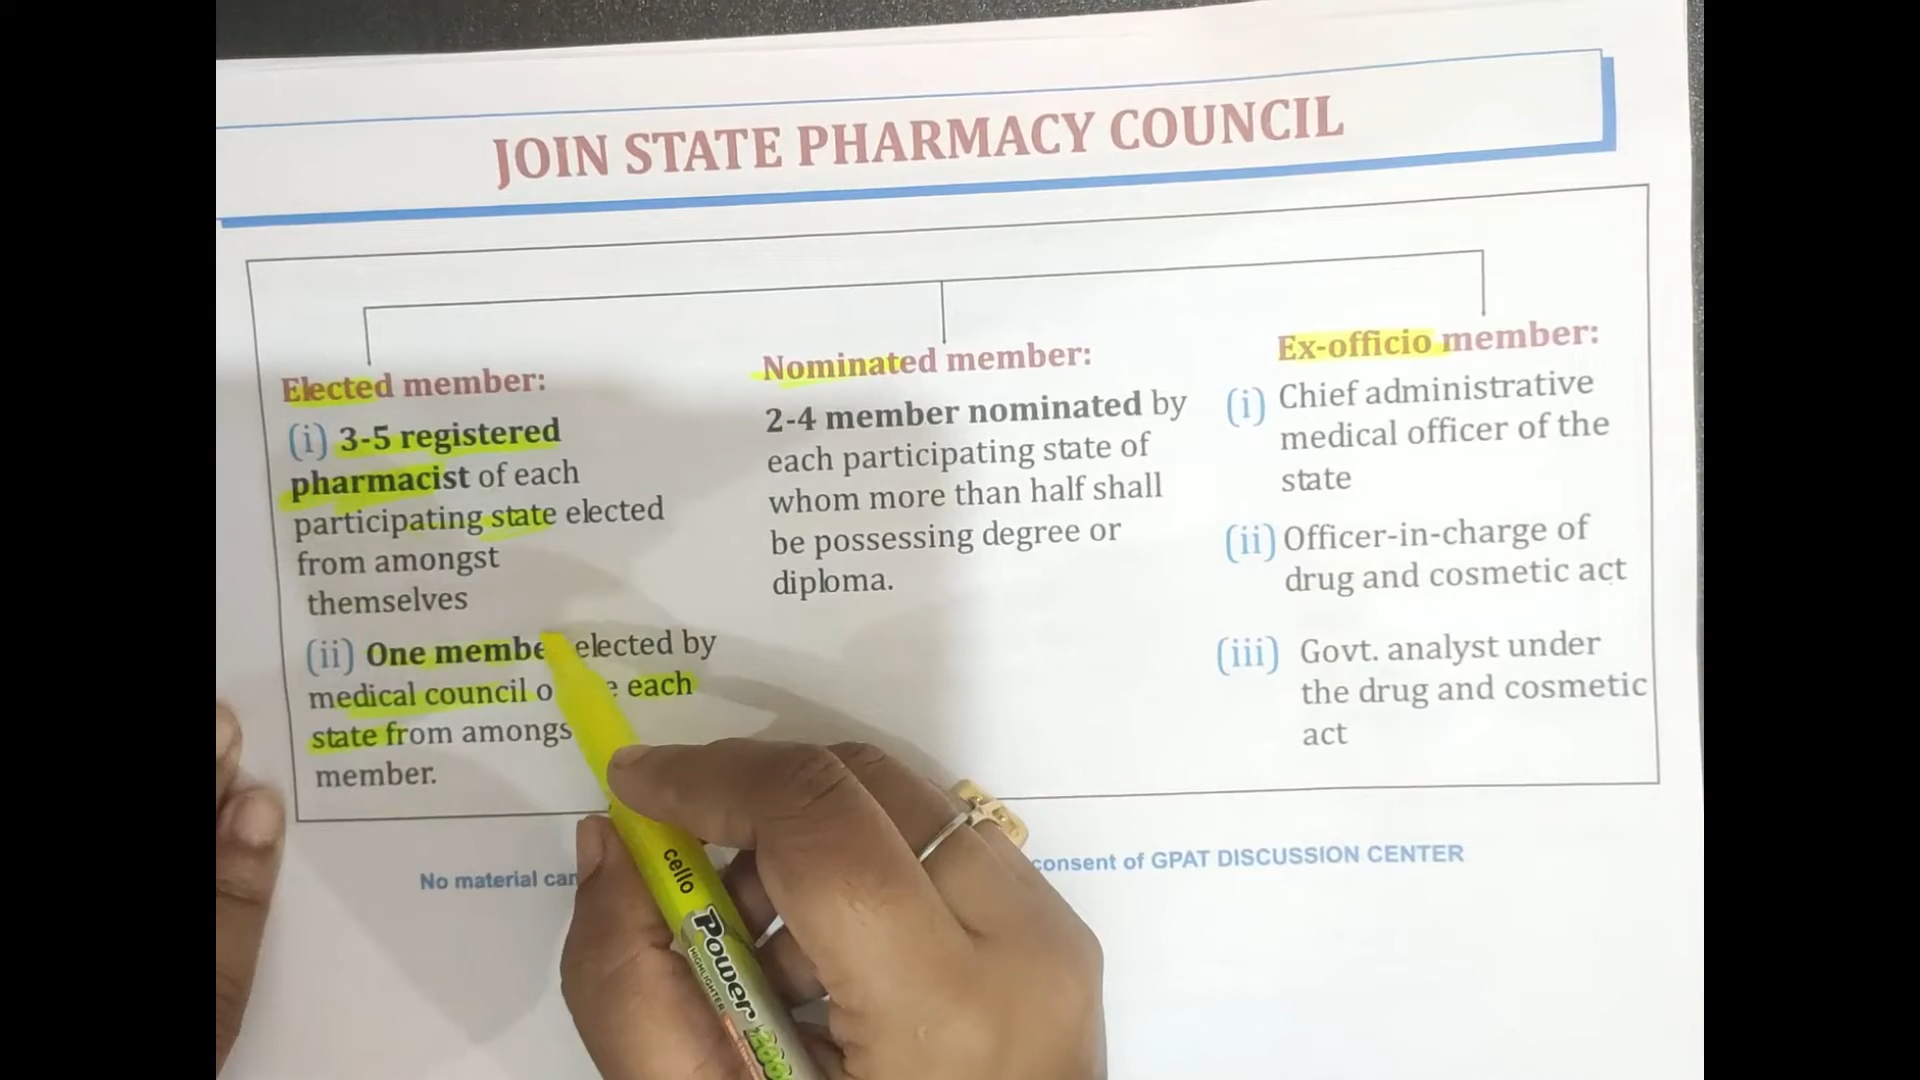 JOIN STATE PHARMACY COUNCIL
Elected member:
(i) 3-5 registered
pharmacist of each
participating state elected
from amongst
themselves
(ii) One membe elected by
medical council o e each
state from amongs
member.
Nominated member:
2-4 member nominated by
each participating state of
whom more than half shall
be possessing degree or
diploma.
Ex-officio member:
(i) Chief administrative
medical officer of the
state
(ii) Officer-in-charge of
drug and cosmetic act
(iii) Govt. analyst under
the drug and cosmetic
act
No material can consent of GPAT DISCUSSION CENTER
cello
Power
HIGHLIGHTER